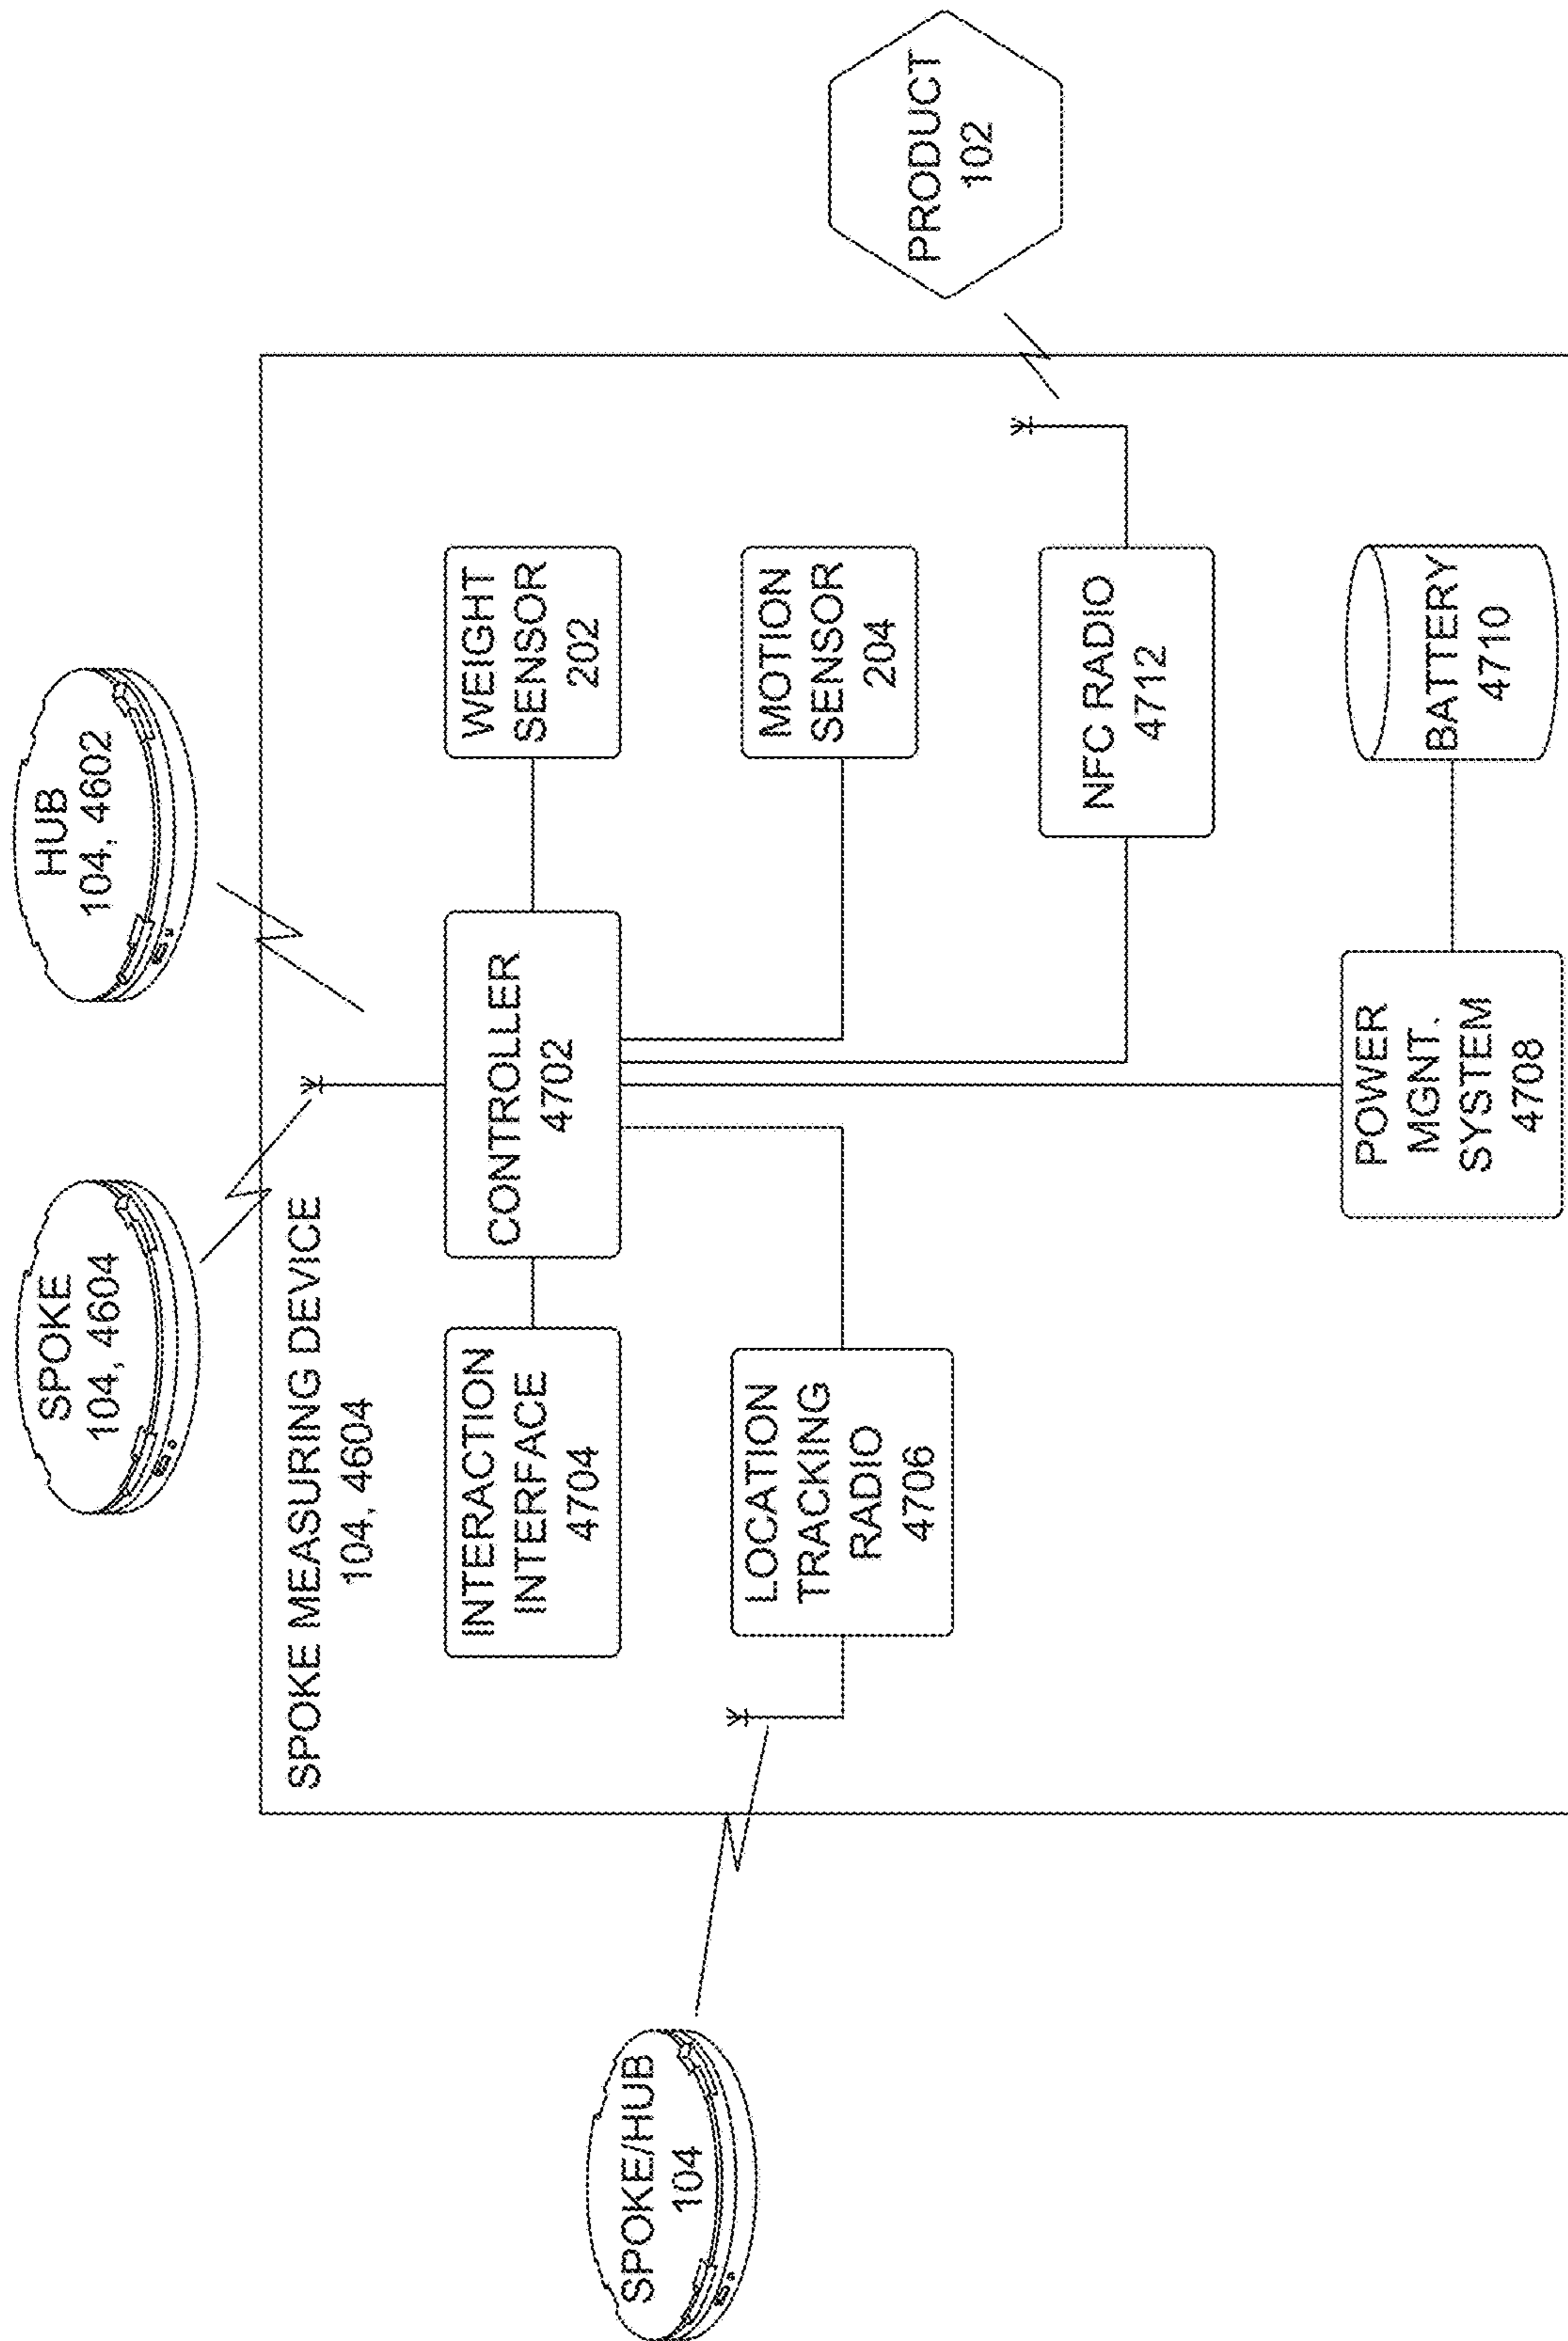 SPOKE
104, 4604
HUB
104, 4602
SPOKE MEASURING DEVICE
104, 4604
INTERACTION
INTERFACE
4704
CONTROLLER
4702
WEIGHT
SENSOR
202
SPOKE/HUB
104
LOCATION
TRACKING
RADIO
4706
MOTION
SENSOR
204
PRODUCT
102
NFC RADIO
4712
POWER
MGNT.
SYSTEM
4708
BATTERY
4710